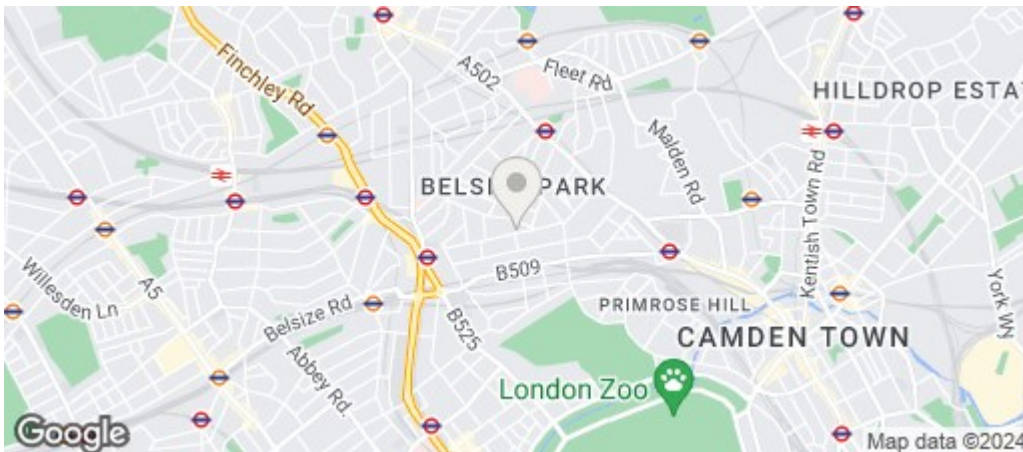 Finchley Rd
A502
Fleet Rd
HILLDROP ESTAT
Malden Rd
BELSIZE PARK
Kentish Town Rd
Willesden Ln
A5
B509
York Wy
Belsize Rd
B525
PRIMROSE HILL
Abbey Rd.
CAMDEN TOWN
London Zoo
Google
Map data ©2024